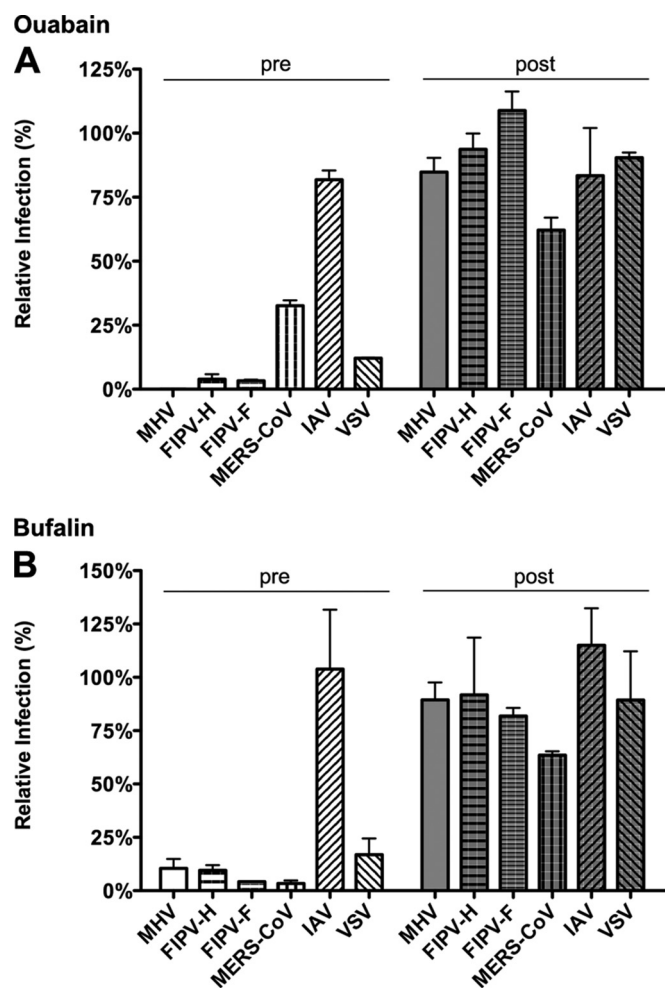 Ouabain
A
pre
post
125%
100%
75%
50%
25%
0%
Relative Infection (%)
MHV
FIPV-H
FIPV-F
MERS-CoV
IAV
VSV
MHV
FIPV-H
FIPV-F
MERS-CoV
IAV
VSV
Bufalin
B
pre
post
150%
125%
100%
75%
50%
25%
0%
Relative Infection (%)
MHV
FIPV-H
FIPV-F
MERS-CoV
IAV
VSV
MHV
FIPV-H
FIPV-F
MERS-CoV
IAV
VSV